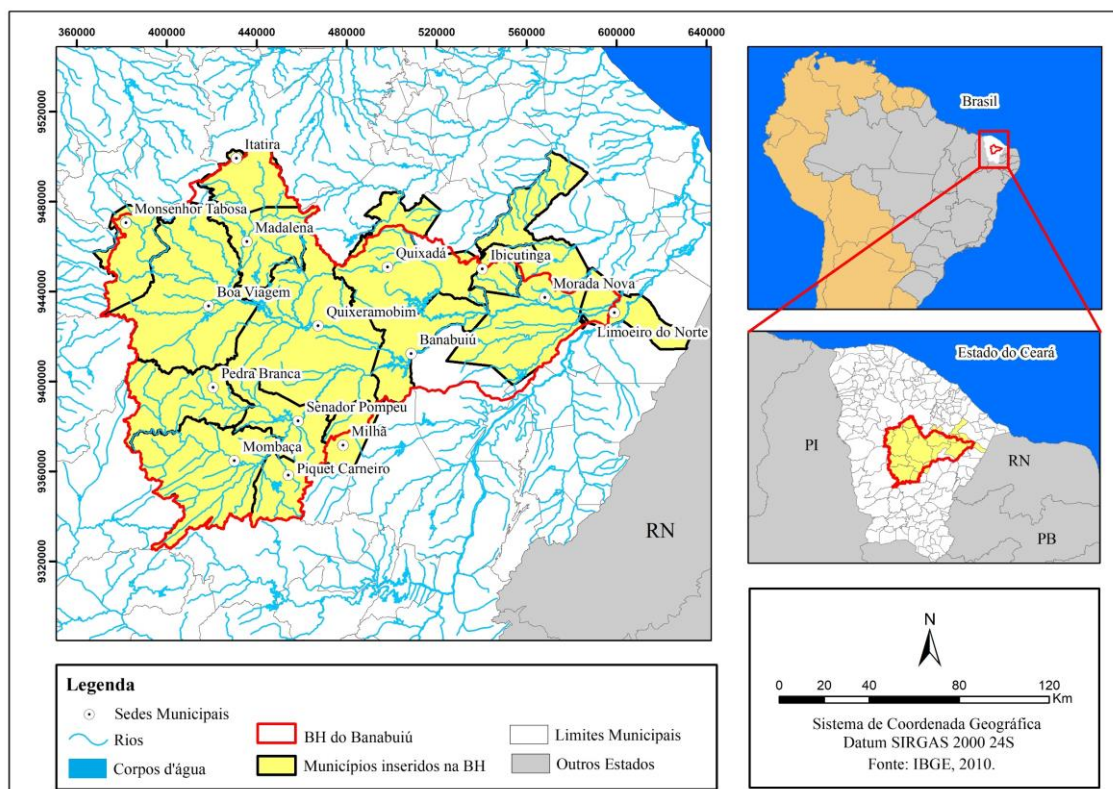 360000 400000 440000 480000 520000 560000 600000 640000
9520000
9480000
9440000
9400000
9360000
9320000
Itatira
Monsenhor Tabosa
Madalena
Quixadá
Ibicutinga
Boa Viagem
Morada Nova
Quixeramobim
Limoeiro do Norte
Banabuiú
Pedra Branca
Senador Pompeu
Milhã
Mombaça
Piquet Carneiro
RN
Brasil
Estado do Ceará
PI
RN
PB
Legenda
Sedes Municipais
Rios
Corpos d'água
BH do Banabuiú
Municípios inseridos na BH
Limites Municipais
Outros Estados
N
0 20 40 80 120
Km
Sistema de Coordenada Geográfica
Datum SIRGAS 2000 24S
Fonte: IBGE, 2010.